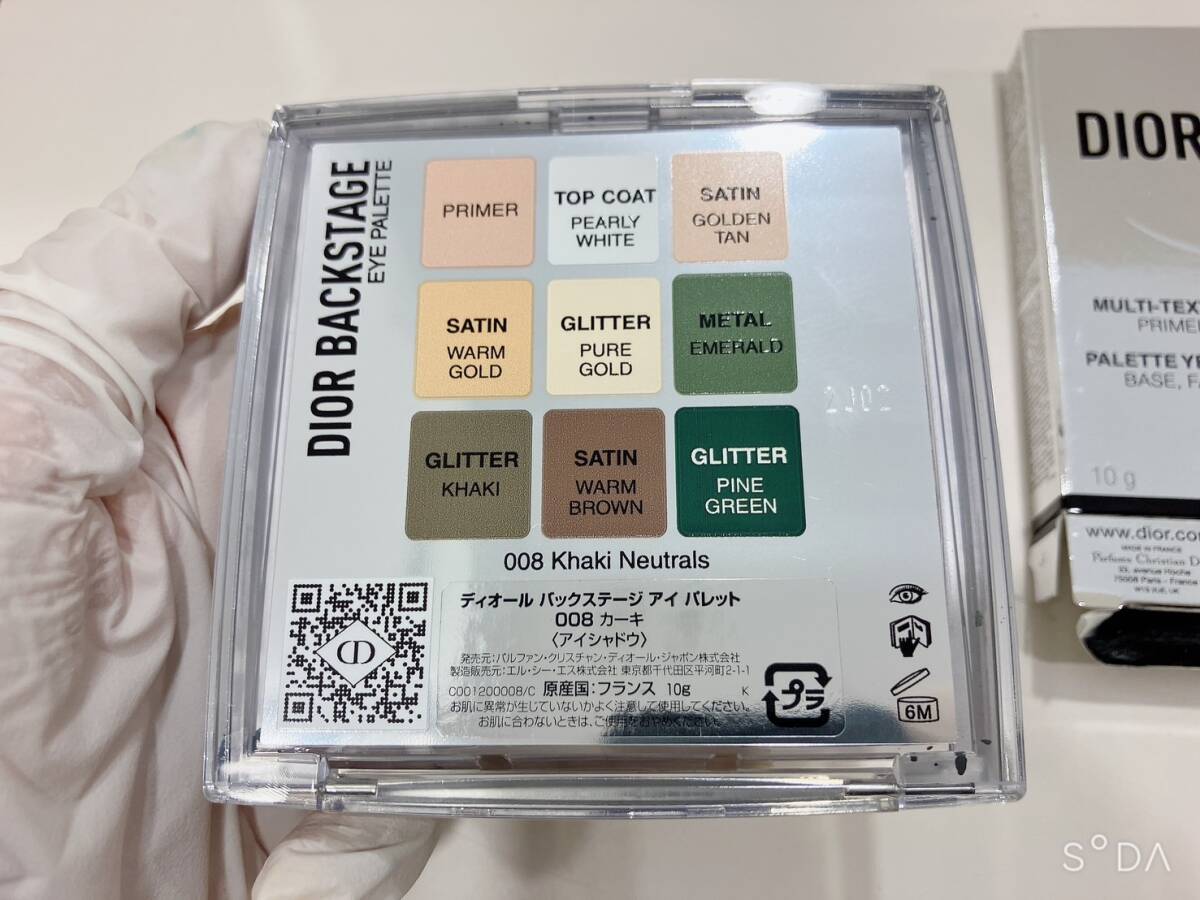 DIOR BACKSTAGE
EYE PALETTE
PRIMER
TOP COAT
PEARLY
WHITE
SATIN
GOLDEN
TAN
SATIN
WARM
GOLD
GLITTER
PURE
GOLD
METAL
EMERALD
GLITTER
KHAKI
SATIN
WARM
BROWN
GLITTER
PINE
GREEN
2J02
008 Khaki Neutrals
ディオール バックステージ アイ パレット
008 カーキ
〈アイシャドウ〉
発売元:パルファン・クリスチャン・ディオール・ジャポン株式会社
製造販売元:エル・シー・エス株式会社 東京都千代田区平河町2-1-1
C001200008/C 原産国:フランス 10g K
お肌に異常が生じていないかよく注意して使用してください。
お肌に合わないときは、ご使用をおやめください。
プラ
6M
DIOR
MULTI-TEX
PRIMER
PALETTE YE
BASE, FA
10 g
www.dior.co
MADE IN FRANCE
Parfums Christian D
33, avenue Hoche
75008 Paris - France
W1S 2UE, UK
SODA